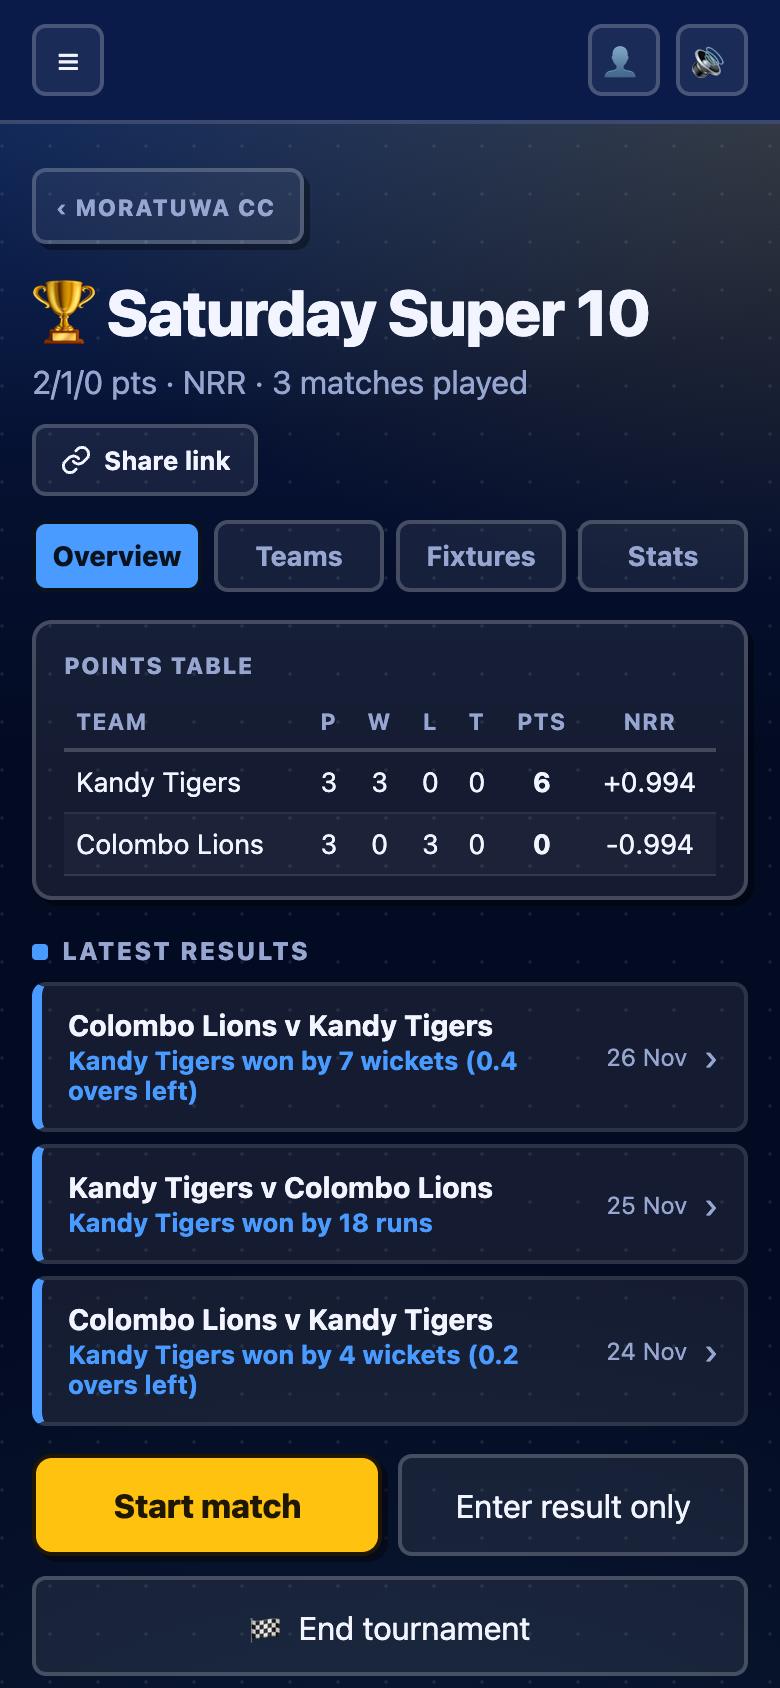 ‹ MORATUWA CC
🏆 Saturday Super 10
2/1/0 pts · NRR · 3 matches played
Share link
Overview Teams Fixtures Stats
POINTS TABLE
TEAM P W L T PTS NRR
Kandy Tigers 3 3 0 0 6 +0.994
Colombo Lions 3 0 3 0 0 -0.994
LATEST RESULTS
Colombo Lions v Kandy Tigers
Kandy Tigers won by 7 wickets (0.4
overs left)
26 Nov ›
Kandy Tigers v Colombo Lions
Kandy Tigers won by 18 runs
25 Nov ›
Colombo Lions v Kandy Tigers
Kandy Tigers won by 4 wickets (0.2
overs left)
24 Nov ›
Start match Enter result only
🏁 End tournament